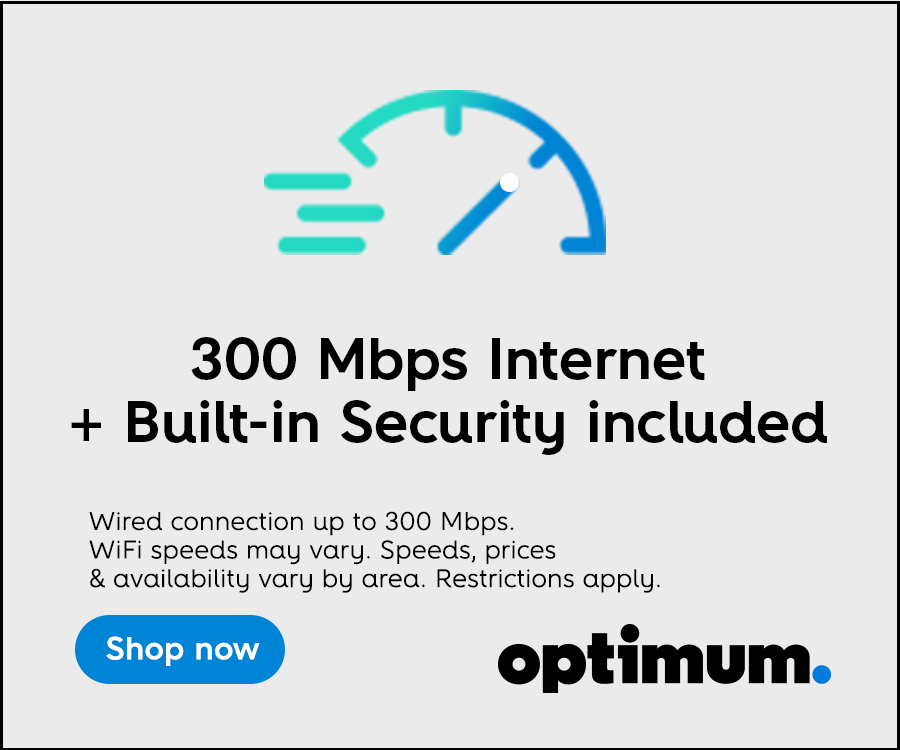 300 Mbps Internet
+ Built-in Security included
Wired connection up to 300 Mbps.
WiFi speeds may vary. Speeds, prices
& availability vary by area. Restrictions apply.
Shop now
optimum.